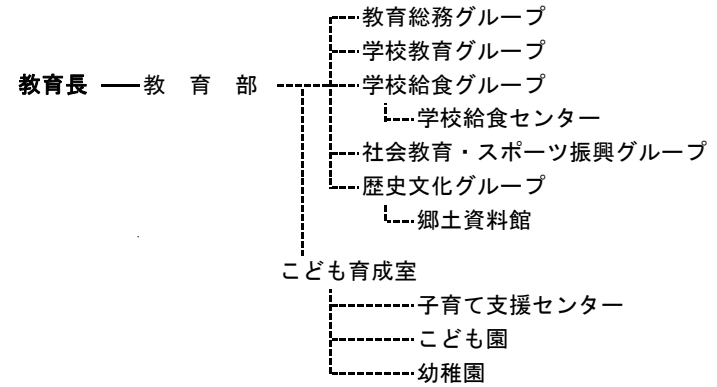 教育総務グループ
学校教育グループ
教育長 教育部 学校給食グループ
学校給食センター
社会教育・スポーツ振興グループ
歴史文化グループ
郷土資料館
こども育成室
子育て支援センター
こども園
幼稚園